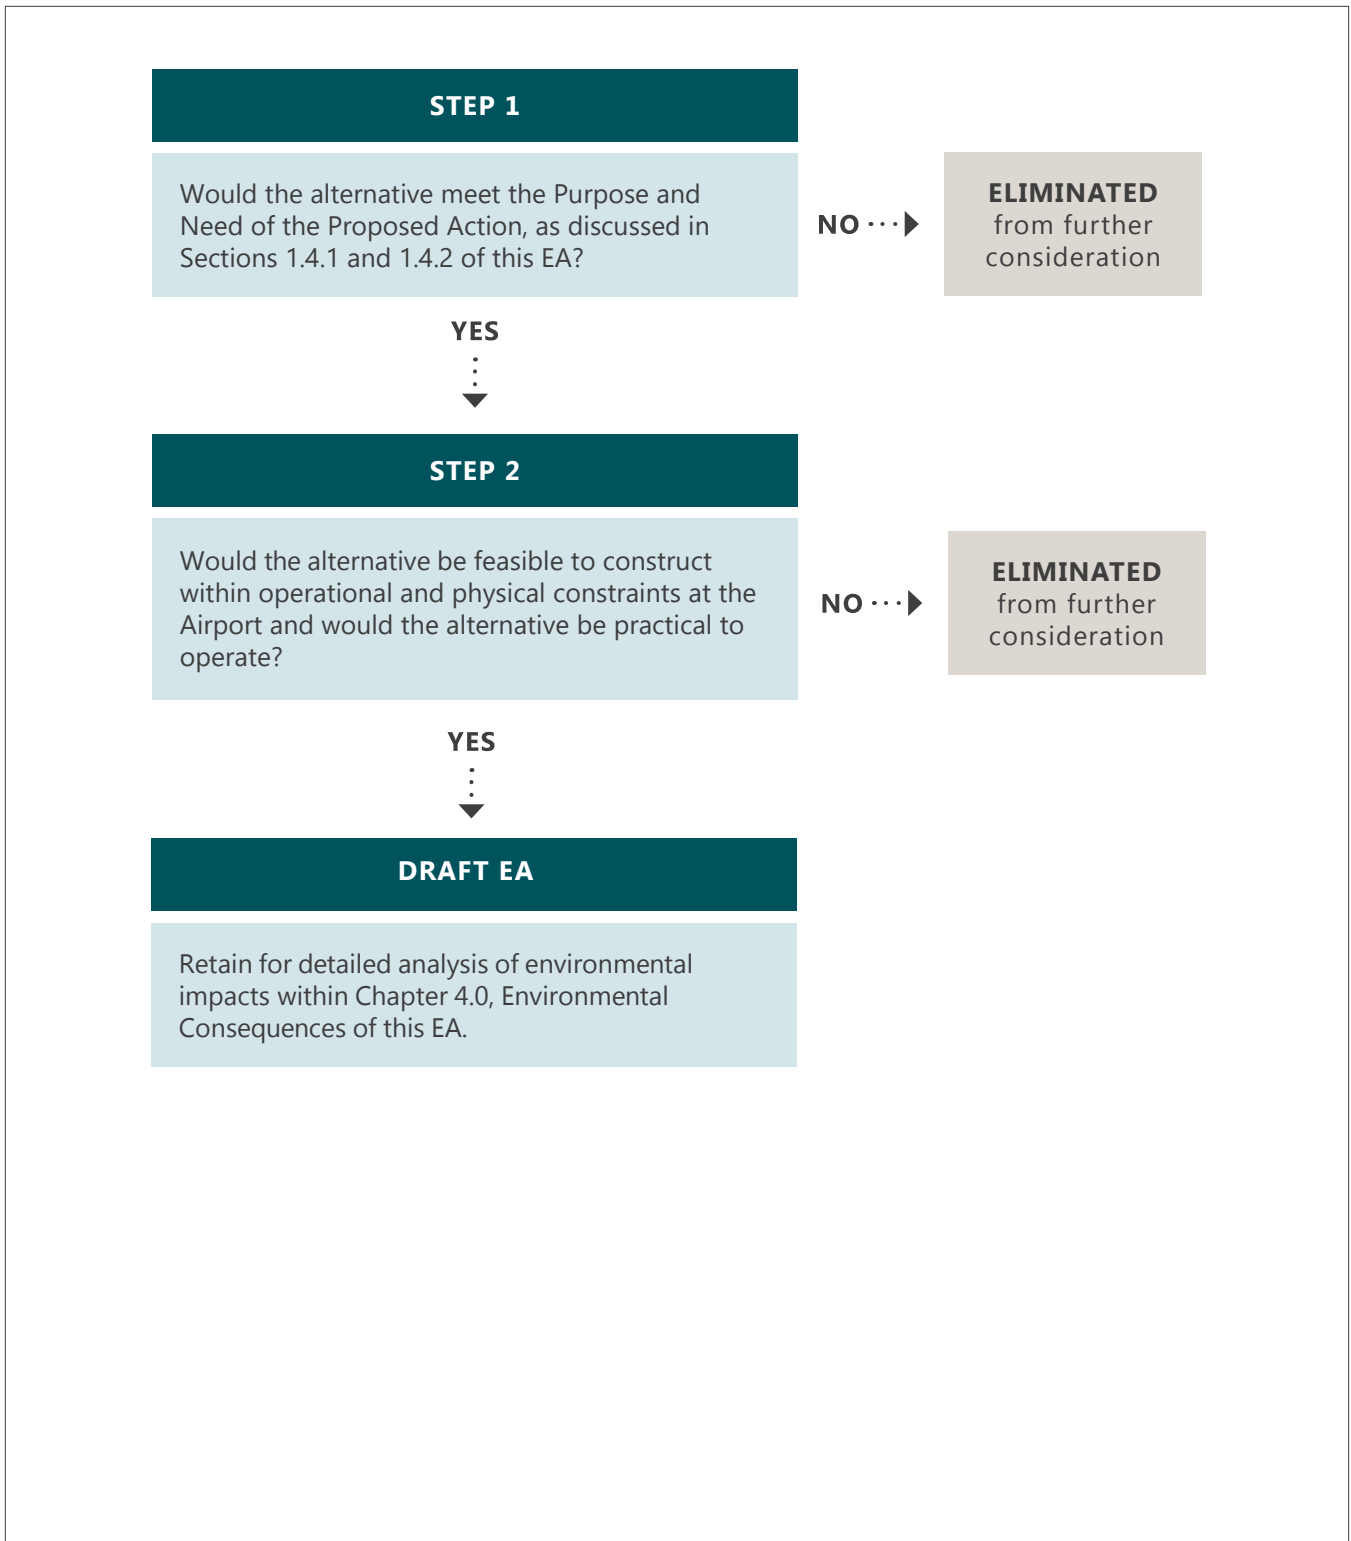 STEP 1
Would the alternative meet the Purpose and
Need of the Proposed Action, as discussed in
Sections 1.4.1 and 1.4.2 of this EA?
NO
ELIMINATED
from further
consideration
YES
STEP 2
Would the alternative be feasible to construct
within operational and physical constraints at the
Airport and would the alternative be practical to
operate?
NO
ELIMINATED
from further
consideration
YES
DRAFT EA
Retain for detailed analysis of environmental
impacts within Chapter 4.0, Environmental
Consequences of this EA.